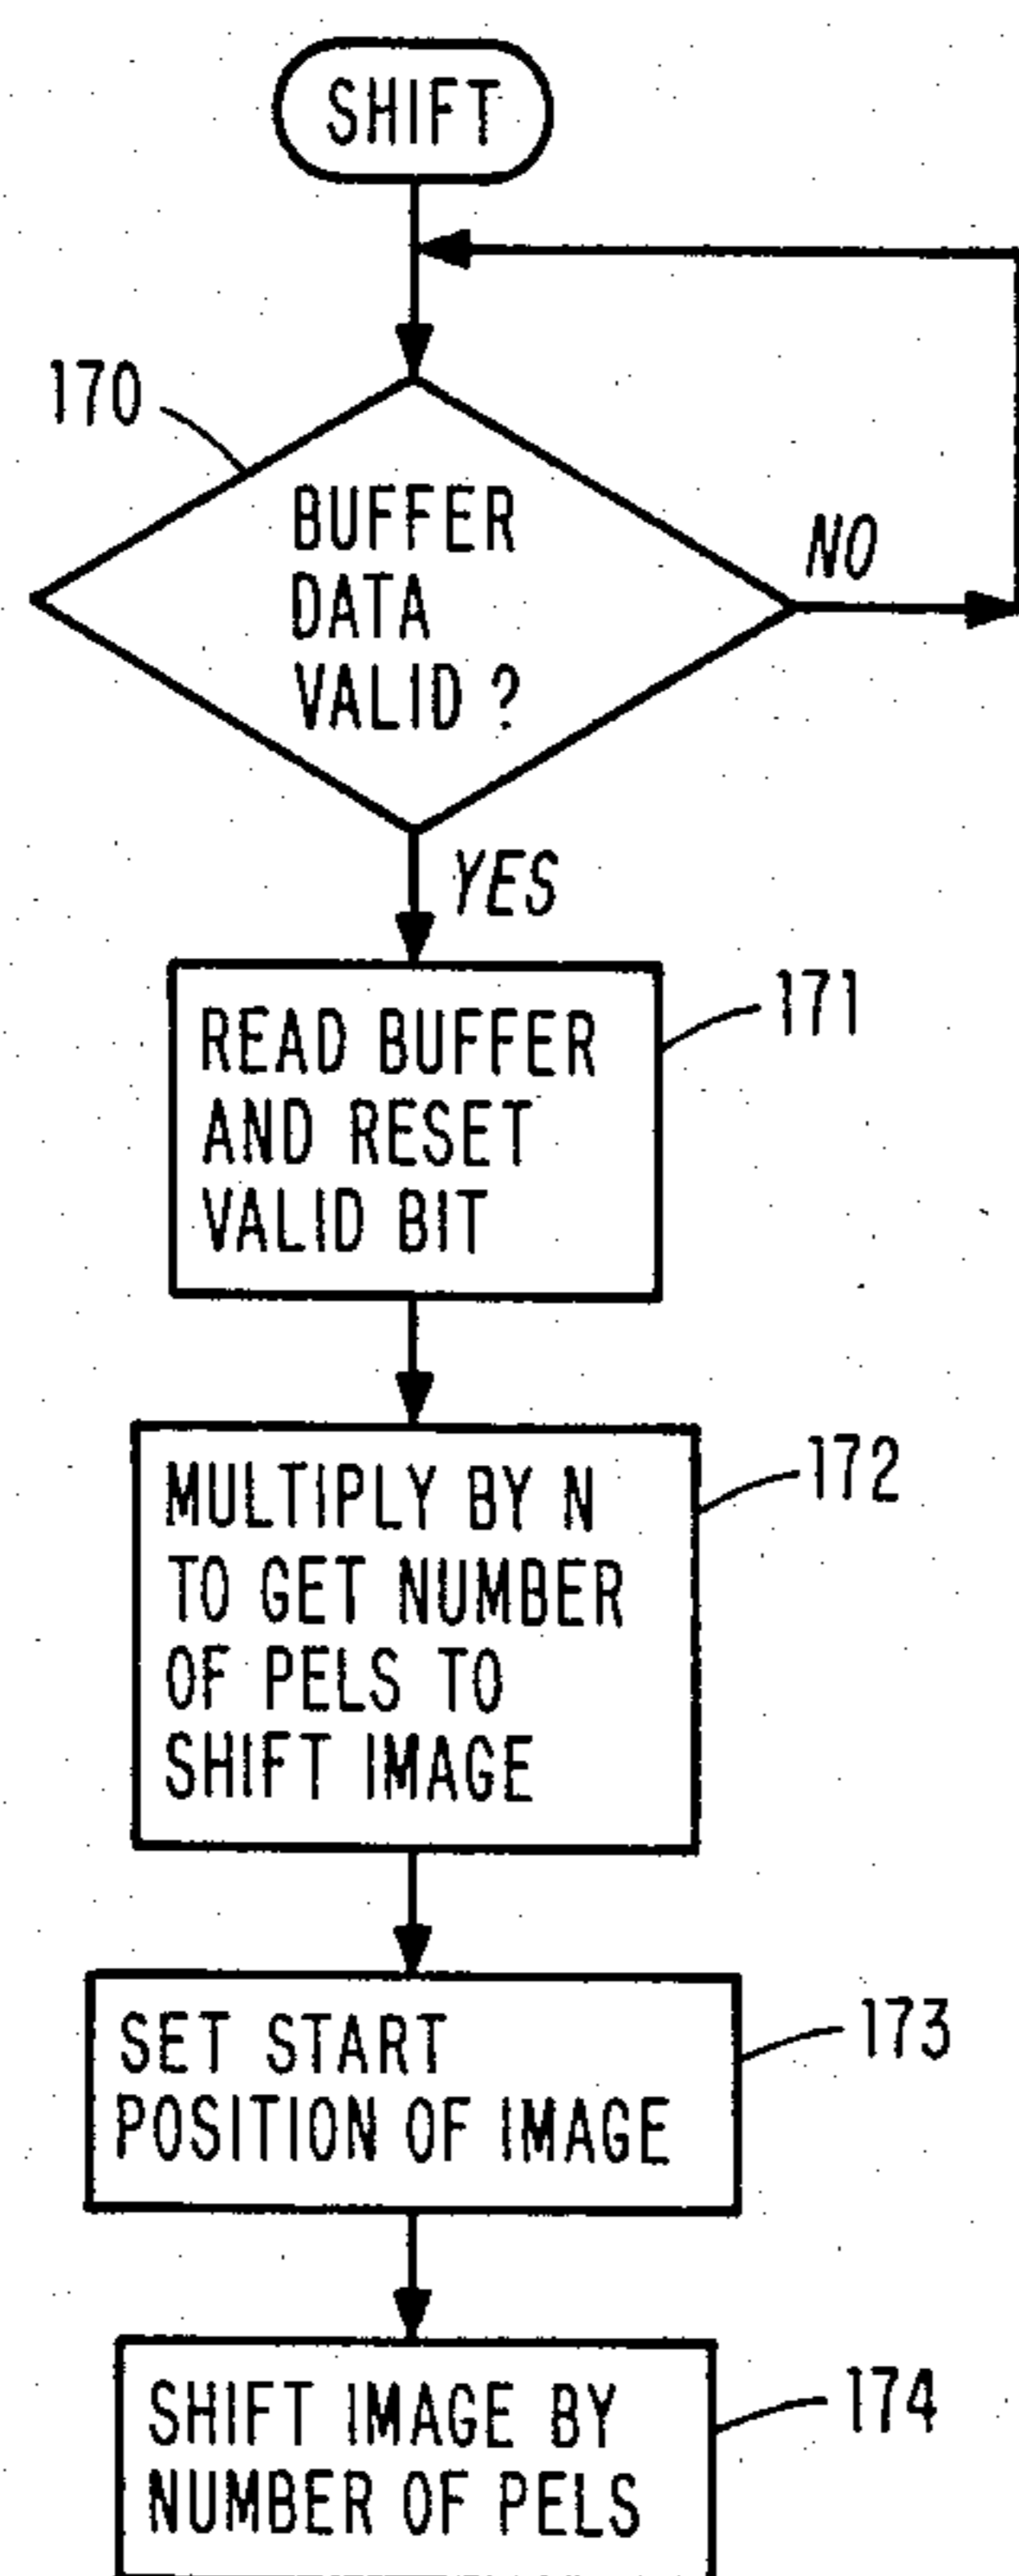 SHIFT
170
BUFFER
DATA
VALID ?
NO
YES
171
READ BUFFER
AND RESET
VALID BIT
172
MULTIPLY BY N
TO GET NUMBER
OF PELS TO
SHIFT IMAGE
173
SET START
POSITION OF IMAGE
174
SHIFT IMAGE BY
NUMBER OF PELS